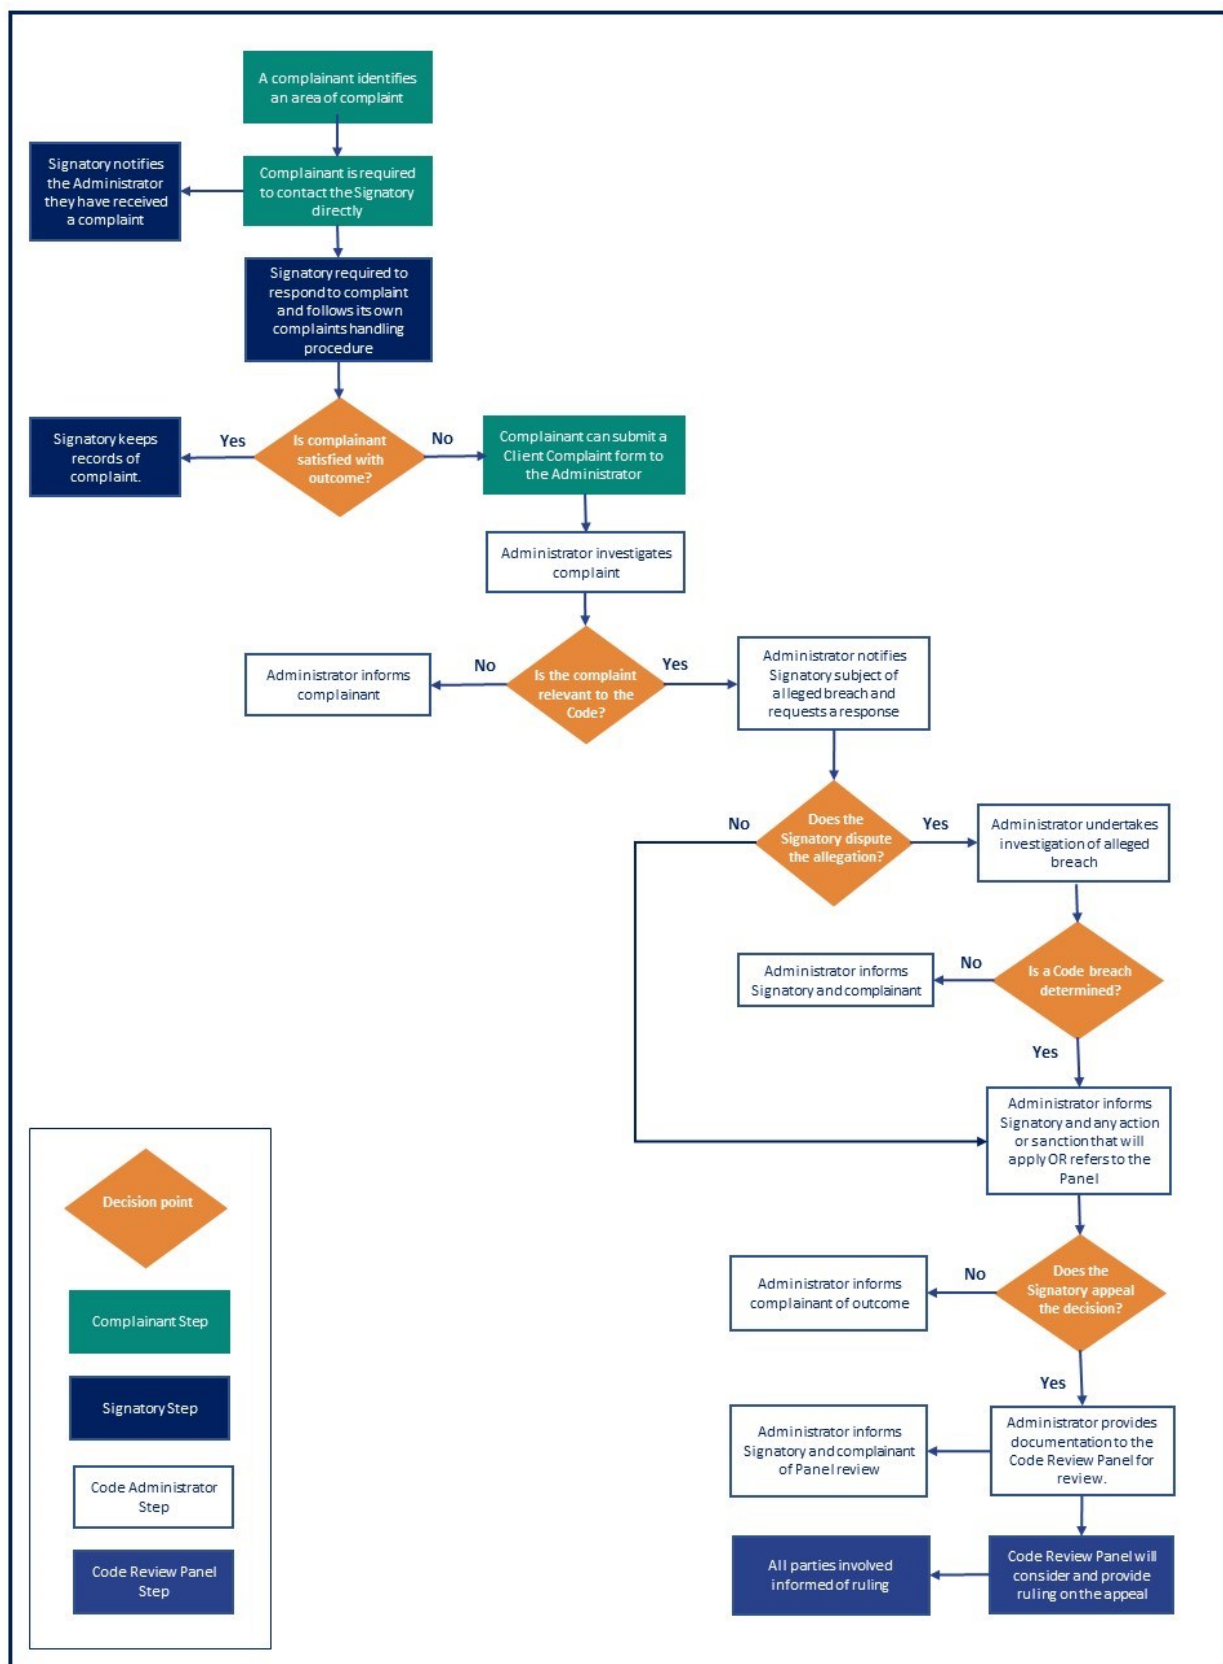 A complainant identifies
an area of complaint
Signatory notifies
the Administrator
they have received
a complaint
Complainant is required
to contact the Signatory
directly
Signatory required to
respond to complaint
and follows its own
complaints handling
procedure
Signatory keeps
records of
complaint.
Yes
Is complainant
satisfied with
outcome?
No
Complainant can submit a
Client Complaint form to
the Administrator
Administrator investigates
complaint
Administrator informs
complainant
No
Is the complaint
relevant to the
Code?
Yes
Administrator notifies
Signatory subject of
alleged breach and
requests a response
No
Does the
Signatory dispute
the allegation?
Yes
Administrator undertakes
investigation of alleged
breach
Administrator informs
Signatory and complainant
No
Is a Code breach
determined?
Yes
Administrator informs
Signatory and any action
or sanction that will
apply OR refers to the
Panel
Administrator informs
complainant of outcome
No
Does the
Signatory appeal
the decision?
Yes
Administrator informs
Signatory and complainant
of Panel review
Administrator provides
documentation to the
Code Review Panel for
review.
All parties involved
informed of ruling
Code Review Panel will
consider and provide
ruling on the appeal
Decision point
Complainant Step
Signatory Step
Code Administrator
Step
Code Review Panel
Step